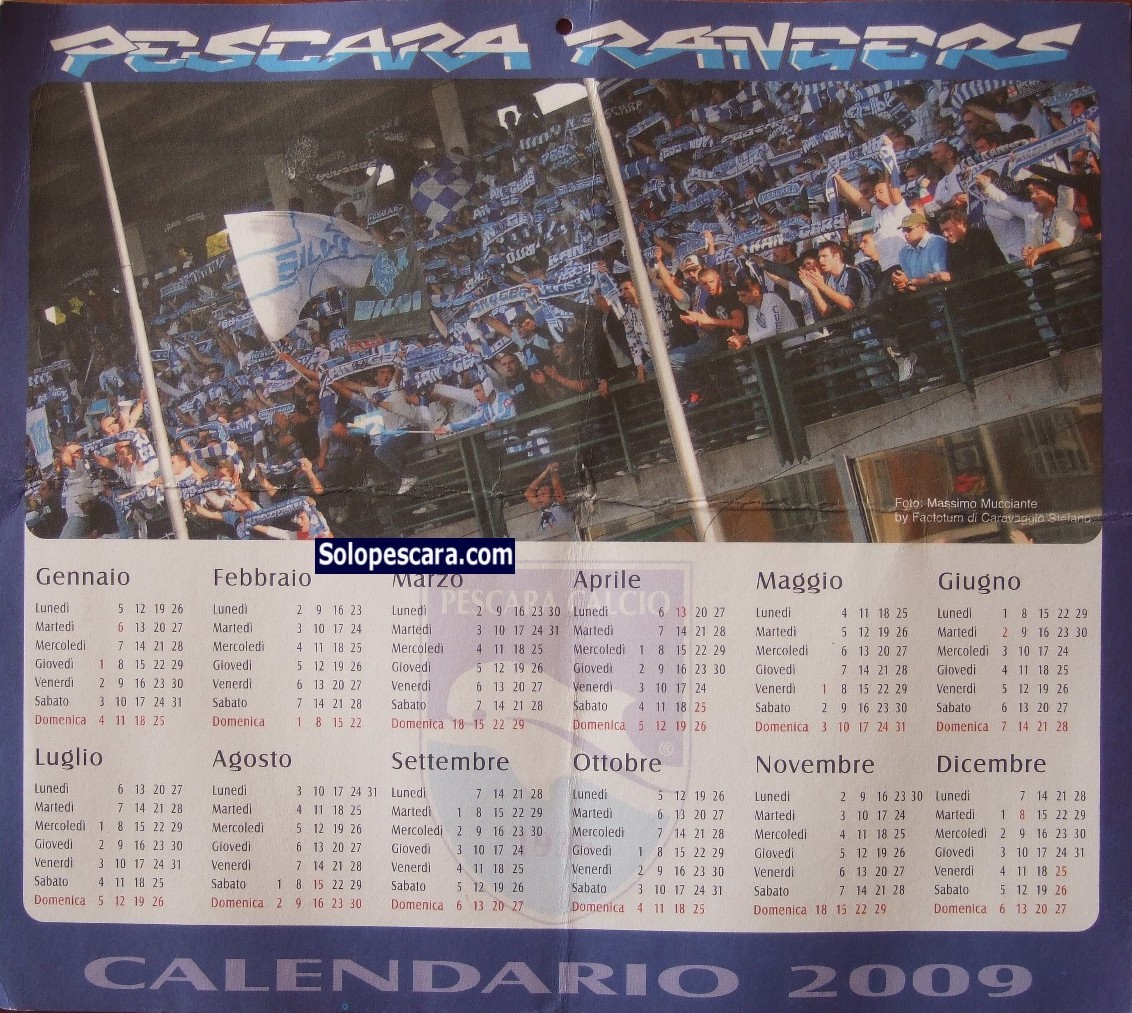 PESCARA RANGERS
Foto: Massimo Mucciante
by Factotum di Caravaggio Stefano
Solopescara.com
PESCARA CALCIO
Gennaio
Lunedì 5 12 19 26
Martedì 6 13 20 27
Mercoledì 7 14 21 28
Giovedì 1 8 15 22 29
Venerdì 2 9 16 23 30
Sabato 3 10 17 24 31
Domenica 4 11 18 25
Febbraio
Lunedì 2 9 16 23
Martedì 3 10 17 24
Mercoledì 4 11 18 25
Giovedì 5 12 19 26
Venerdì 6 13 20 27
Sabato 7 14 21 28
Domenica 1 8 15 22
Marzo
Lunedì 2 9 16 23 30
Martedì 3 10 17 24 31
Mercoledì 4 11 18 25
Giovedì 5 12 19 26
Venerdì 6 13 20 27
Sabato 7 14 21 28
Domenica 18 15 22 29
Aprile
Lunedì 6 13 20 27
Martedì 7 14 21 28
Mercoledì 1 8 15 22 29
Giovedì 2 9 16 23 30
Venerdì 3 10 17 24
Sabato 4 11 18 25
Domenica 5 12 19 26
Maggio
Lunedì 4 11 18 25
Martedì 5 12 19 26
Mercoledì 6 13 20 27
Giovedì 7 14 21 28
Venerdì 1 8 15 22 29
Sabato 2 9 16 23 30
Domenica 3 10 17 24 31
Giugno
Lunedì 1 8 15 22 29
Martedì 2 9 16 23 30
Mercoledì 3 10 17 24
Giovedì 4 11 18 25
Venerdì 5 12 19 26
Sabato 6 13 20 27
Domenica 7 14 21 28
Luglio
Lunedì 6 13 20 27
Martedì 7 14 21 28
Mercoledì 1 8 15 22 29
Giovedì 2 9 16 23 30
Venerdì 3 10 17 24 31
Sabato 4 11 18 25
Domenica 5 12 19 26
Agosto
Lunedì 3 10 17 24 31
Martedì 4 11 18 25
Mercoledì 5 12 19 26
Giovedì 6 13 20 27
Venerdì 7 14 21 28
Sabato 1 8 15 22 29
Domenica 2 9 16 23 30
Settembre
Lunedì 7 14 21 28
Martedì 1 8 15 22 29
Mercoledì 2 9 16 23 30
Giovedì 3 10 17 24
Venerdì 4 11 18 25
Sabato 5 12 19 26
Domenica 6 13 20 27
Ottobre
Lunedì 5 12 19 26
Martedì 6 13 20 27
Mercoledì 7 14 21 28
Giovedì 1 8 15 22 29
Venerdì 2 9 16 23 30
Sabato 3 10 17 24 31
Domenica 4 11 18 25
Novembre
Lunedì 2 9 16 23 30
Martedì 3 10 17 24
Mercoledì 4 11 18 25
Giovedì 5 12 19 26
Venerdì 6 13 20 27
Sabato 7 14 21 28
Domenica 18 15 22 29
Dicembre
Lunedì 7 14 21 28
Martedì 1 8 15 22 29
Mercoledì 2 9 16 23 30
Giovedì 3 10 17 24 31
Venerdì 4 11 18 25
Sabato 5 12 19 26
Domenica 6 13 20 27
CALENDARIO 2009